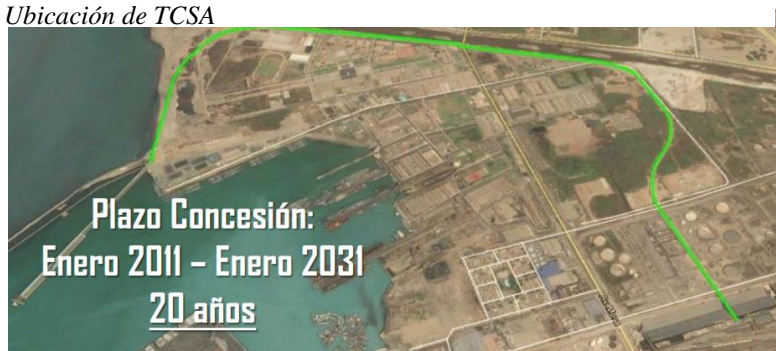 Ubicación de TCSA
Plazo Concesión:
Enero 2011 – Enero 2031
20 años